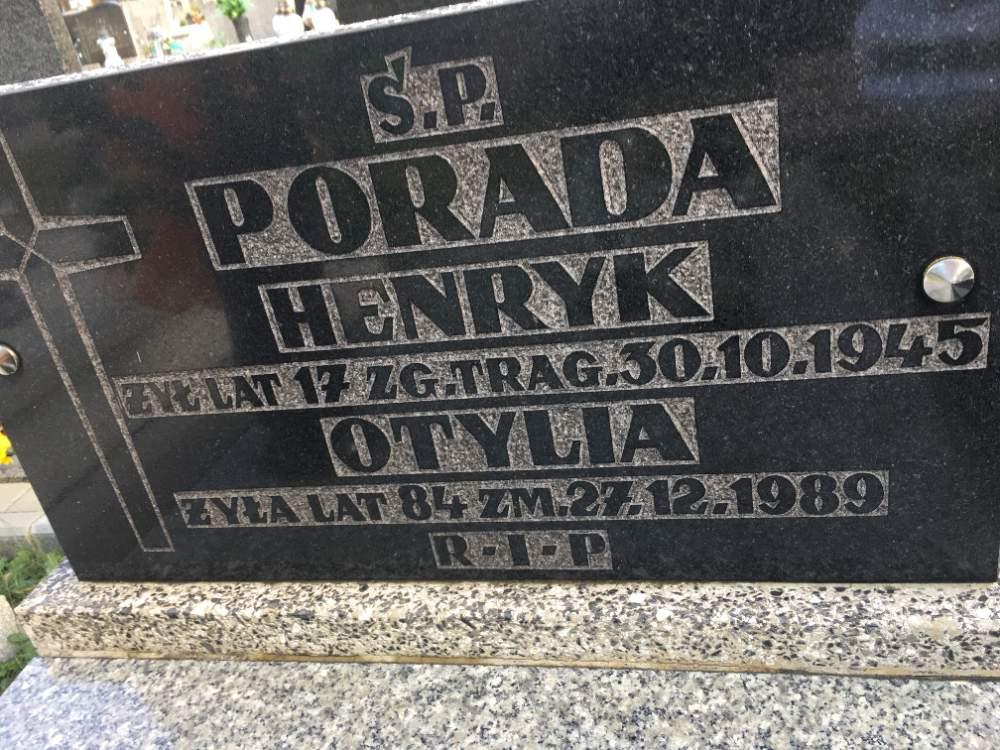 Ś.P.
PORADA
HENRYK
ŻYŁ LAT 17 ZG.TRAG.30.10.1945
OTYLIA
ŻYŁA LAT 84 ZM.27.12.1989
R-I-P